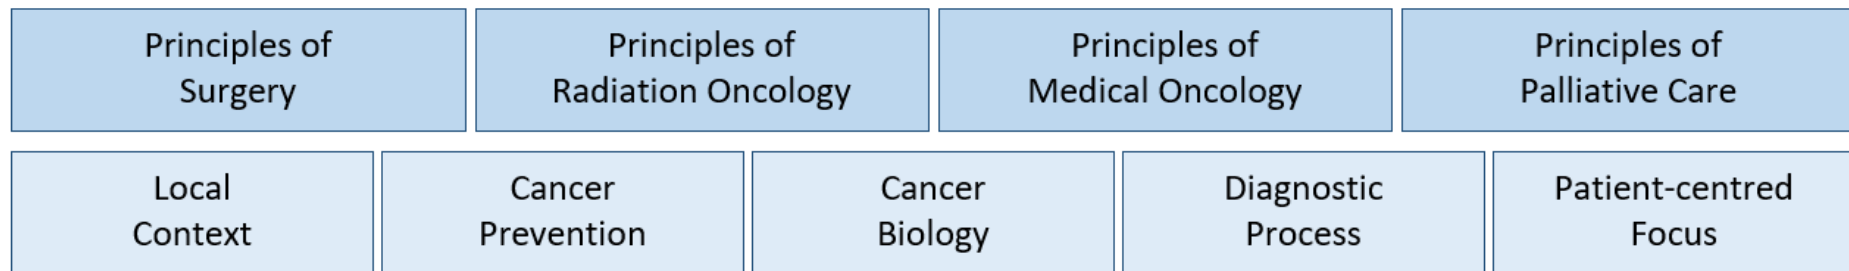 Principles of
Surgery
Principles of
Radiation Oncology
Principles of
Medical Oncology
Principles of
Palliative Care
Local
Context
Cancer
Prevention
Cancer
Biology
Diagnostic
Process
Patient-centred
Focus